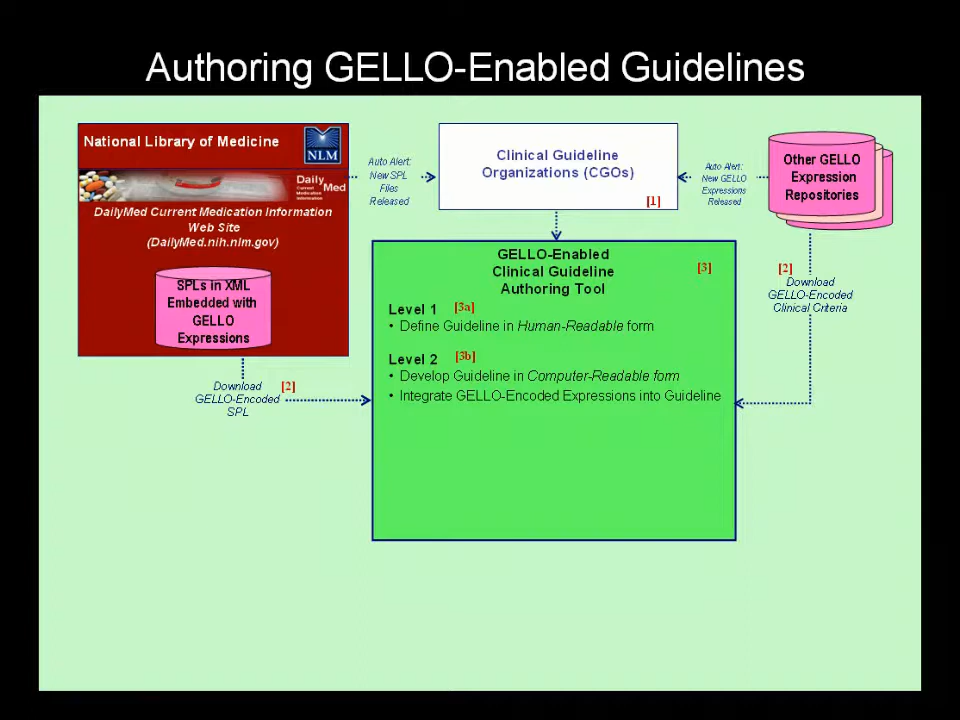 Authoring GELLO-Enabled Guidelines
National Library of Medicine
NLM
Daily
Med
Current
Medication
Information
DailyMed Current Medication Information
Web Site
(DailyMed.nih.nlm.gov)
SPLs in XML
Embedded with
GELLO
Expressions
Auto Alert:
New SPL
Files
Released
Clinical Guideline
Organizations (CGOs)
[1]
Auto Alert:
New GELLO
Expressions
Released
Other GELLO
Expression
Repositories
[2]
Download
GELLO-Encoded
Clinical Criteria
Download [2]
GELLO-Encoded
SPL
GELLO-Enabled
Clinical Guideline
Authoring Tool
[3]
Level 1 [3a]
• Define Guideline in Human-Readable form
Level 2 [3b]
• Develop Guideline in Computer-Readable form
• Integrate GELLO-Encoded Expressions into Guideline